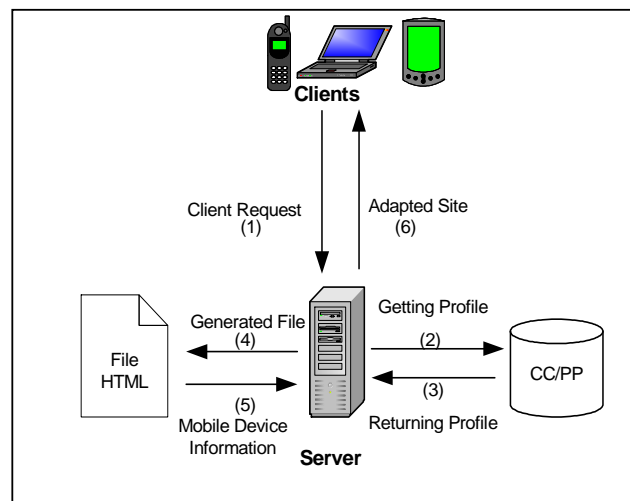 Clients
Client Request
(1)
Adapted Site
(6)
Generated File
(4)
Getting Profile
(2)
File
HTML
CC/PP
(5)
Mobile Device
Information
(3)
Returning Profile
Server